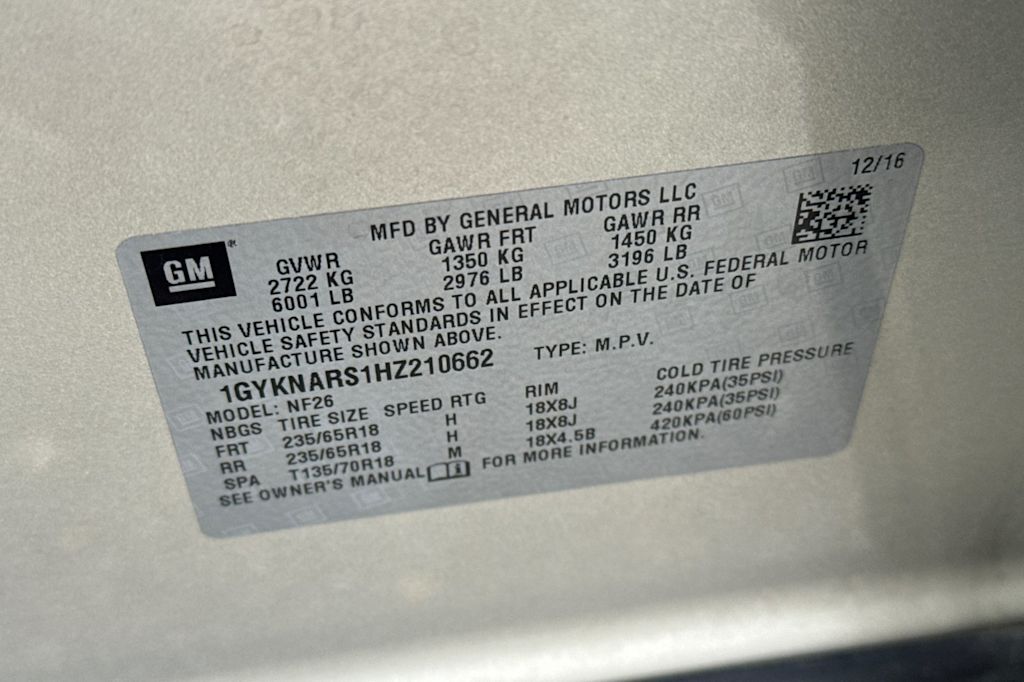 12/16
MFD BY GENERAL MOTORS LLC
GM®
GVWR GAWR FRT GAWR RR
2722 KG 1350 KG 1450 KG
6001 LB 2976 LB 3196 LB
THIS VEHICLE CONFORMS TO ALL APPLICABLE U.S. FEDERAL MOTOR
VEHICLE SAFETY STANDARDS IN EFFECT ON THE DATE OF
MANUFACTURE SHOWN ABOVE.
1GYKNARS1HZ210662 TYPE: M.P.V.
MODEL: NF26
NBGS TIRE SIZE SPEED RTG RIM COLD TIRE PRESSURE
FRT 235/65R18 H 18X8J 240KPA(35PSI)
RR 235/65R18 H 18X8J 240KPA(35PSI)
SPA T135/70R18 M 18X4.5B 420KPA(60PSI)
SEE OWNER'S MANUAL FOR MORE INFORMATION.